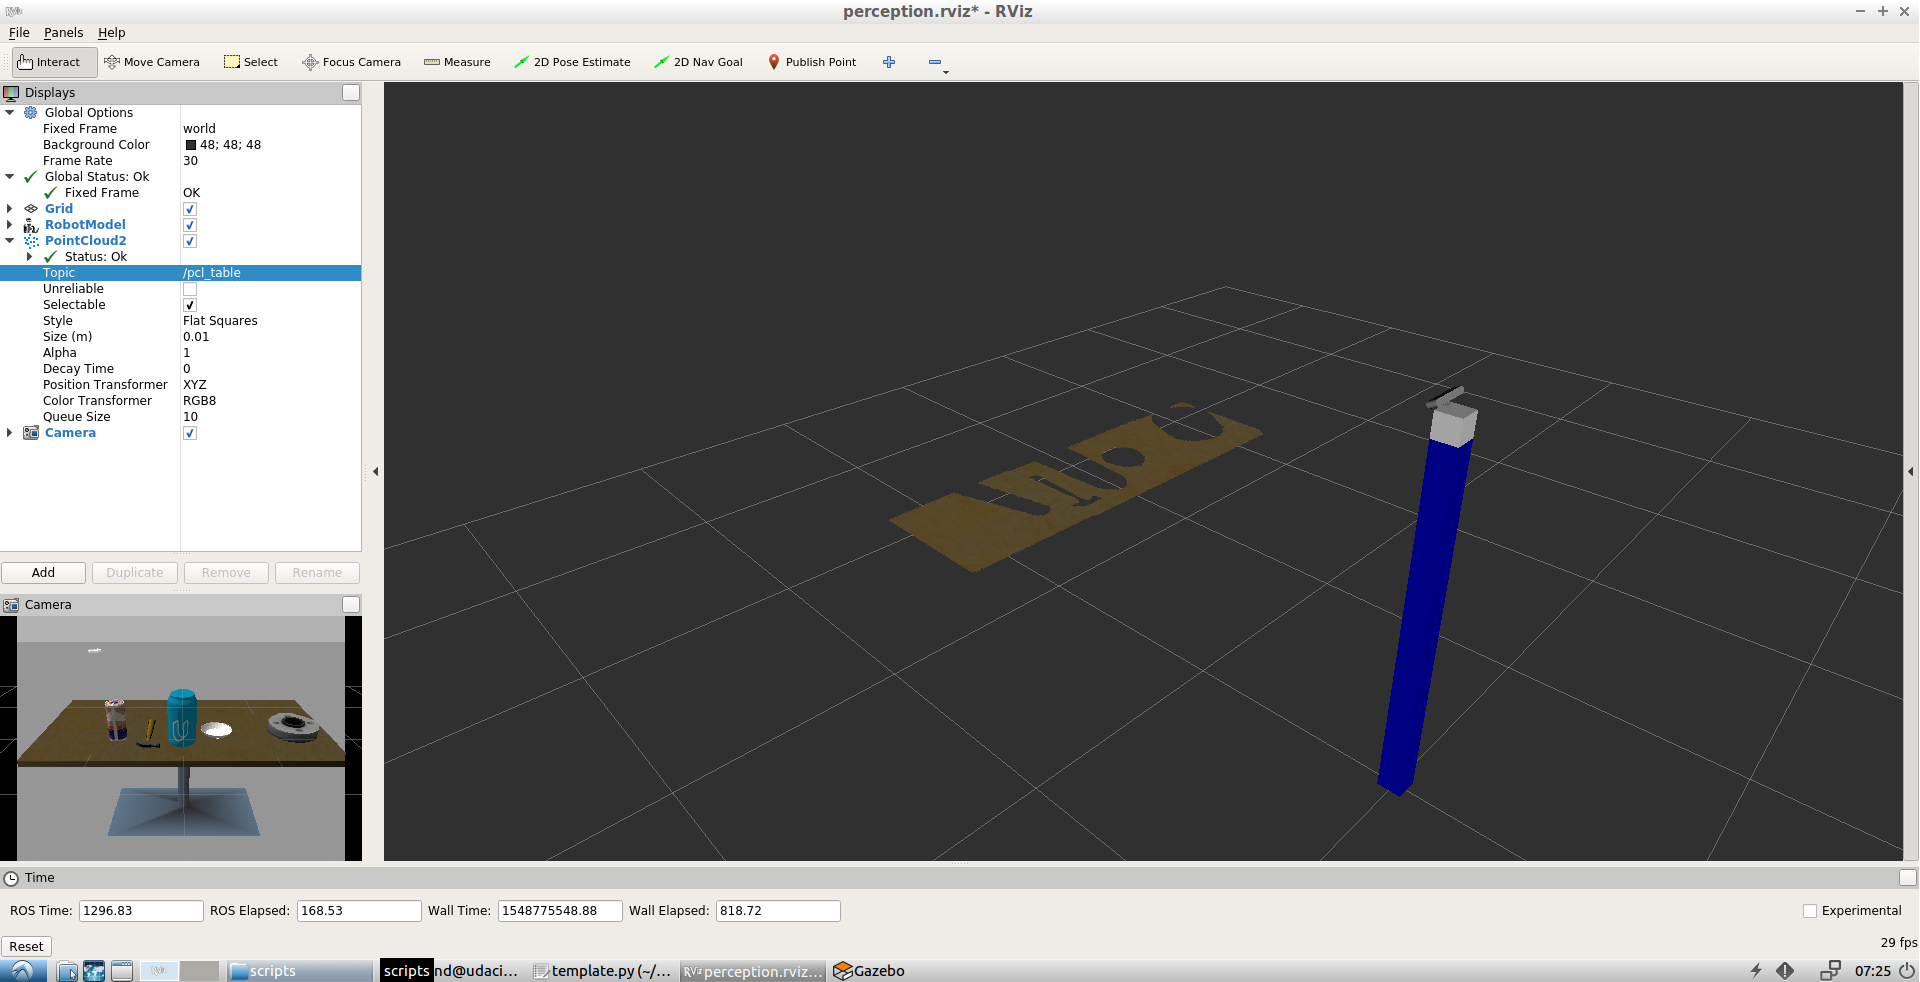 perception.rviz* - RViz
File Panels Help
Interact Move Camera Select Focus Camera Measure 2D Pose Estimate 2D Nav Goal Publish Point
Displays
Global Options
Fixed Frame world
Background Color 48; 48; 48
Frame Rate 30
Global Status: Ok
Fixed Frame OK
Grid
RobotModel
PointCloud2
Status: Ok
Topic /pcl_table
Unreliable
Selectable
Style Flat Squares
Size (m) 0.01
Alpha 1
Decay Time 0
Position Transformer XYZ
Color Transformer RGB8
Queue Size 10
Camera
Add Duplicate Remove Rename
Camera
Time
ROS Time: 1296.83 ROS Elapsed: 168.53 Wall Time: 1548775548.88 Wall Elapsed: 818.72 Experimental
Reset 29 fps
scripts scripts nd@udaci... template.py (~/... RViz perception.rviz... Gazebo 07:25